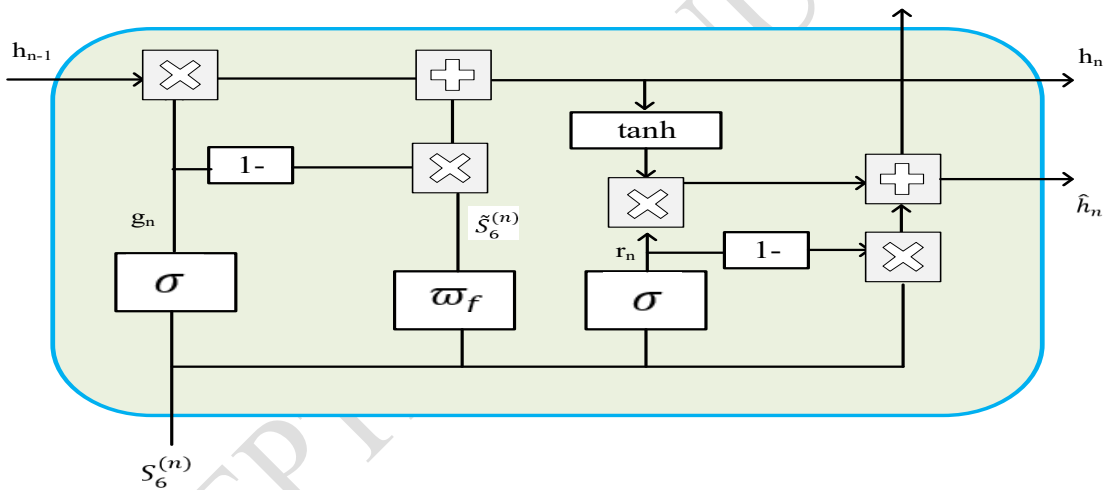 h_{n-1}
h_n
tanh
1-
g_n
\tilde{S}_6^{(n)}
r_n
1-
\hat{h}_n
σ
ϖ_f
σ
S_6^{(n)}